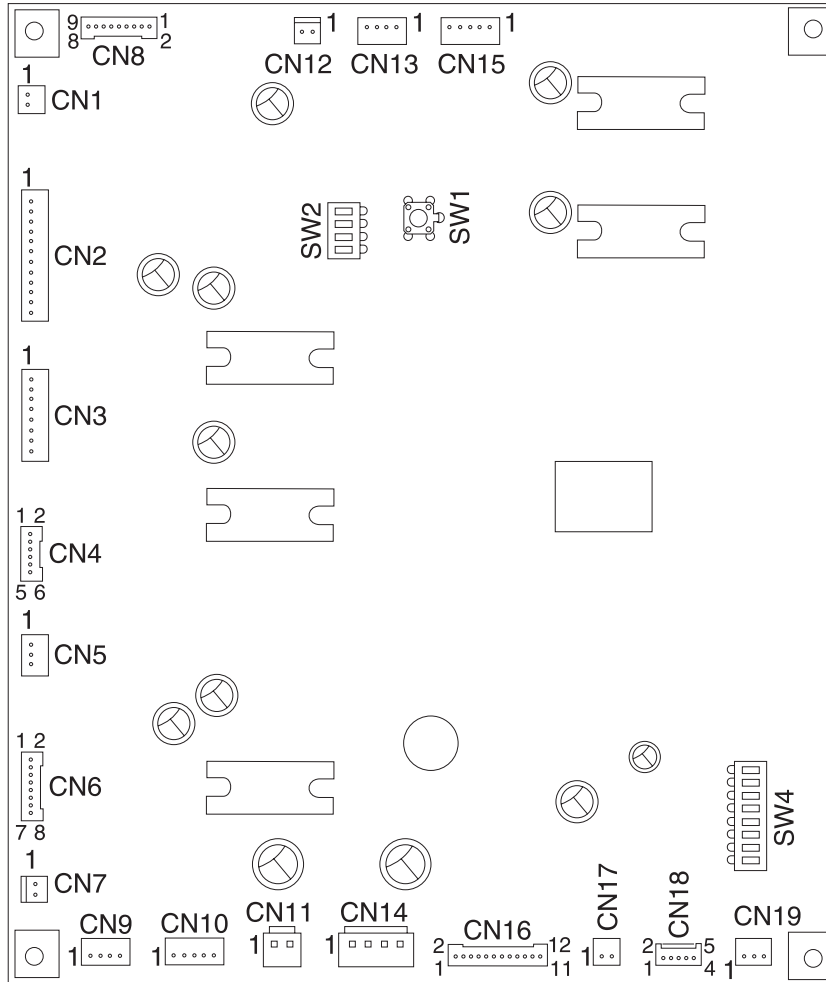 9 1 1 1 1
8 2
CN8 CN12 CN13 CN15
1
CN1
1
SW2 SW1
CN2
1
CN3
1 2
CN4
5 6
1
CN5
1 2
CN6
7 8
SW4
1
CN7
CN9 CN10 CN11 CN14 CN16 CN17 CN18 CN19
1 1 1 1 2 12 1 2 5 1
1 11 1 4